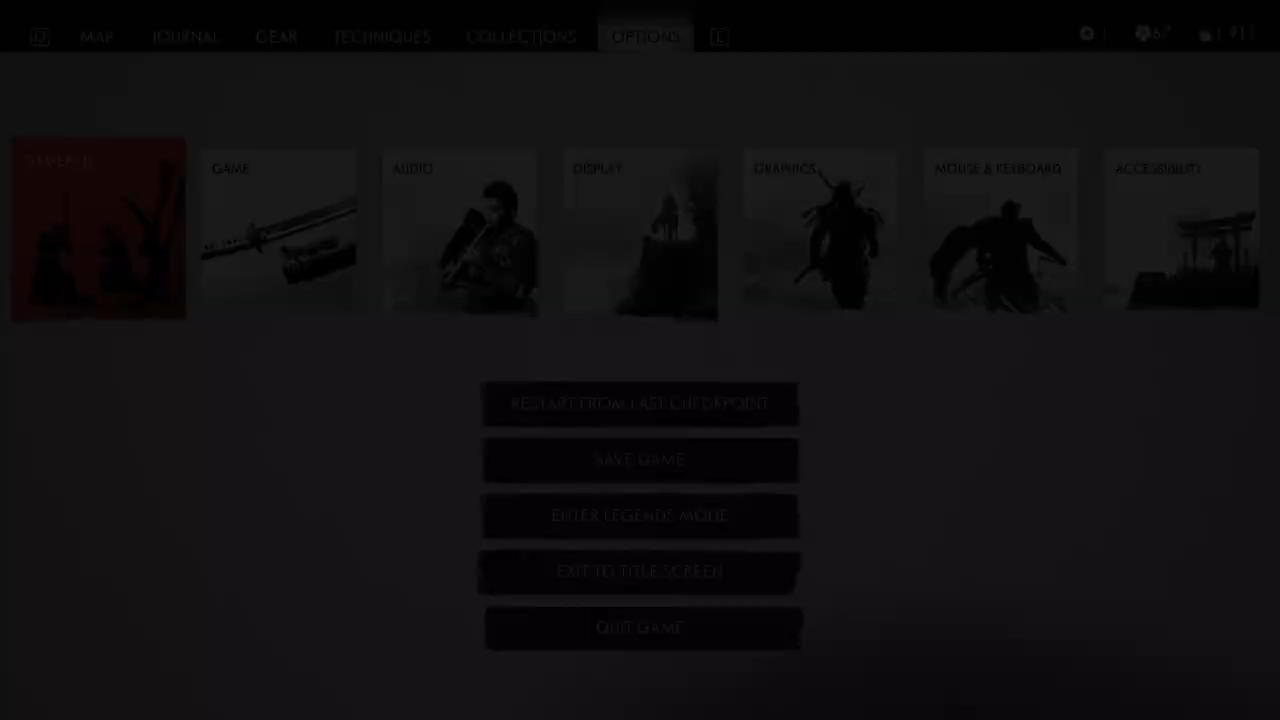 Q MAP JOURNAL GEAR TECHNIQUES COLLECTIONS OPTIONS E
GAME AUDIO DISPLAY GRAPHICS MOUSE & KEYBOARD ACCESSIBILITY
RESTART FROM LAST CHECKPOINT
SAVE GAME
ENTER LEGENDS MODE
EXIT TO TITLE SCREEN
QUIT GAME